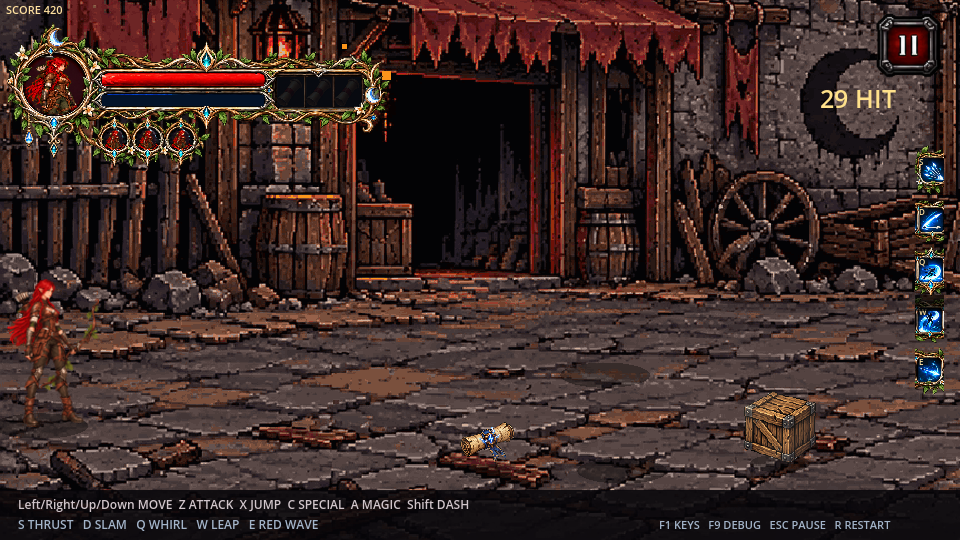 SCORE 420
29 HIT
D
W
E
Left/Right/Up/Down MOVE Z ATTACK X JUMP C SPECIAL A MAGIC Shift DASH
S THRUST D SLAM Q WHIRL W LEAP E RED WAVE
F1 KEYS F9 DEBUG ESC PAUSE R RESTART